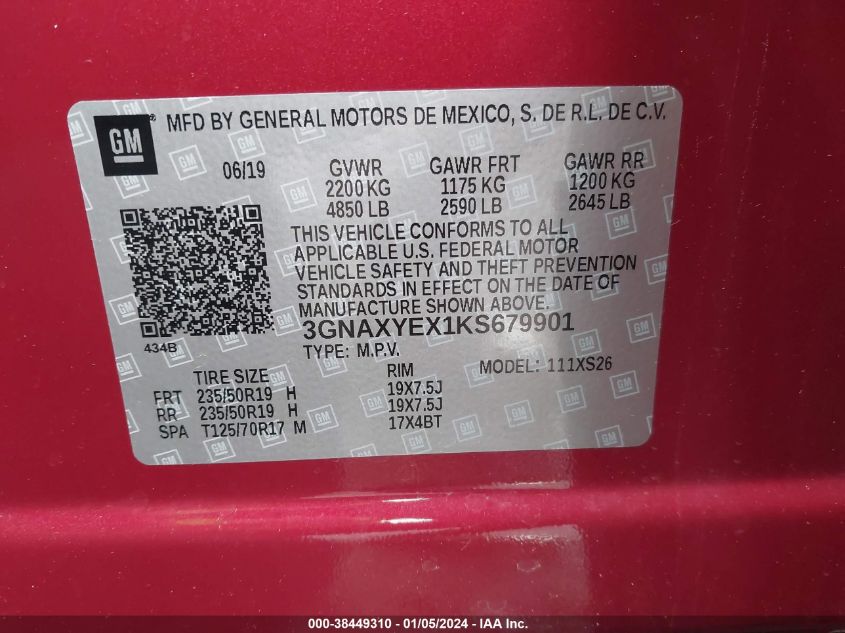 GM ® MFD BY GENERAL MOTORS DE MEXICO, S. DE R.L. DE C.V.
06/19 GVWR GAWR FRT GAWR RR
2200 KG 1175 KG 1200 KG
4850 LB 2590 LB 2645 LB
THIS VEHICLE CONFORMS TO ALL
APPLICABLE U.S. FEDERAL MOTOR
VEHICLE SAFETY AND THEFT PREVENTION
STANDARDS IN EFFECT ON THE DATE OF
MANUFACTURE SHOWN ABOVE.
434B 3GNAXYEX1KS679901
TYPE: M.P.V. MODEL: 111XS26
TIRE SIZE RIM
FRT 235/50R19 H 19X7.5J
RR 235/50R19 H 19X7.5J
SPA T125/70R17 M 17X4BT
000-38449310 - 01/05/2024 - IAA Inc.